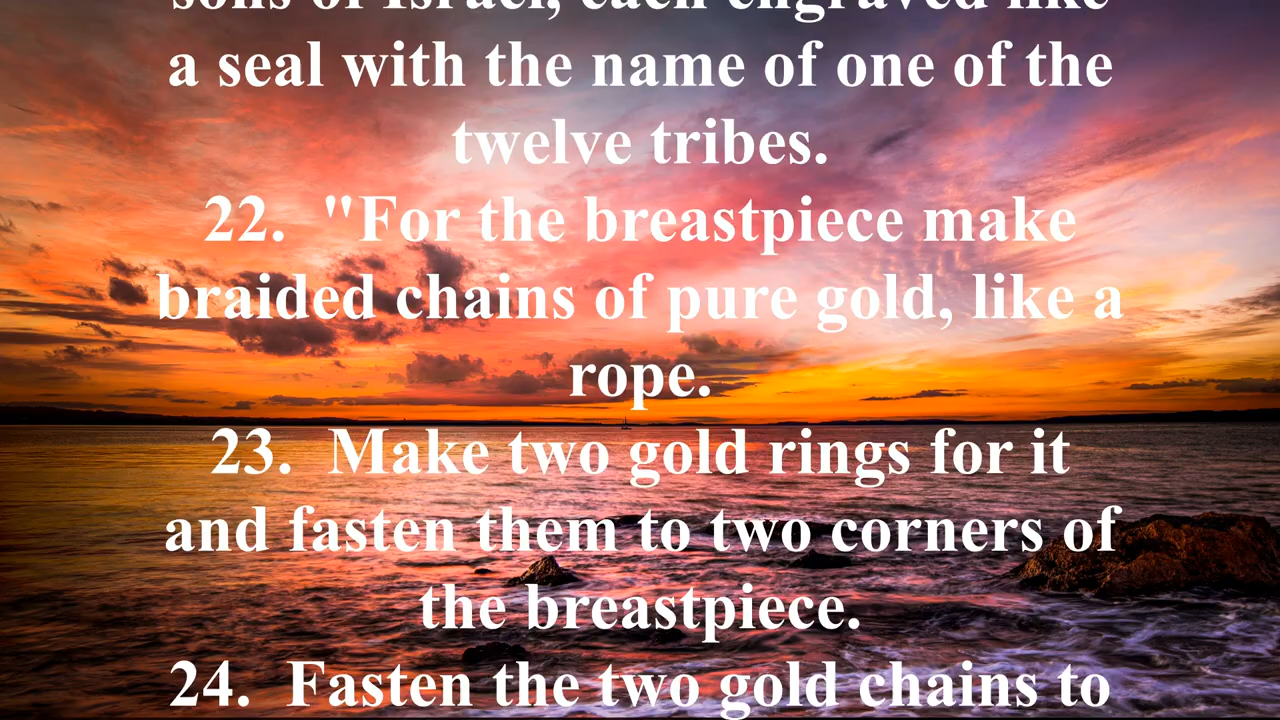 sons of Israel, each engraved like
a seal with the name of one of the
twelve tribes.
22.  "For the breastpiece make
braided chains of pure gold, like a
rope.
23.  Make two gold rings for it
and fasten them to two corners of
the breastpiece.
24.  Fasten the two gold chains to